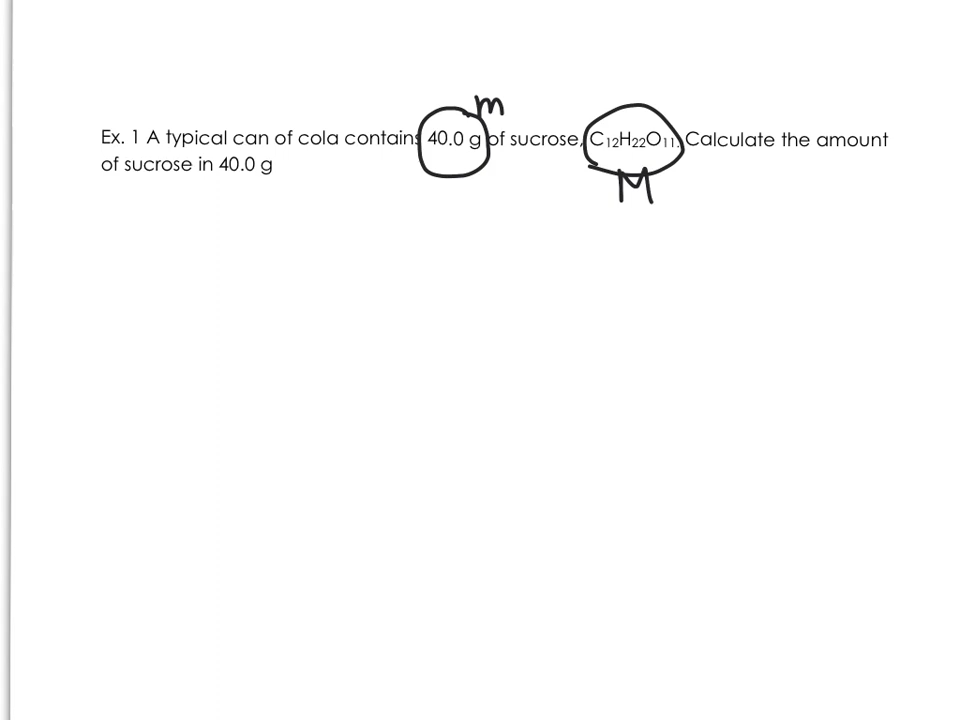 m
Ex. 1 A typical can of cola contains 40.0 g of sucrose, C₁₂H₂₂O₁₁. Calculate the amount
of sucrose in 40.0 g
M